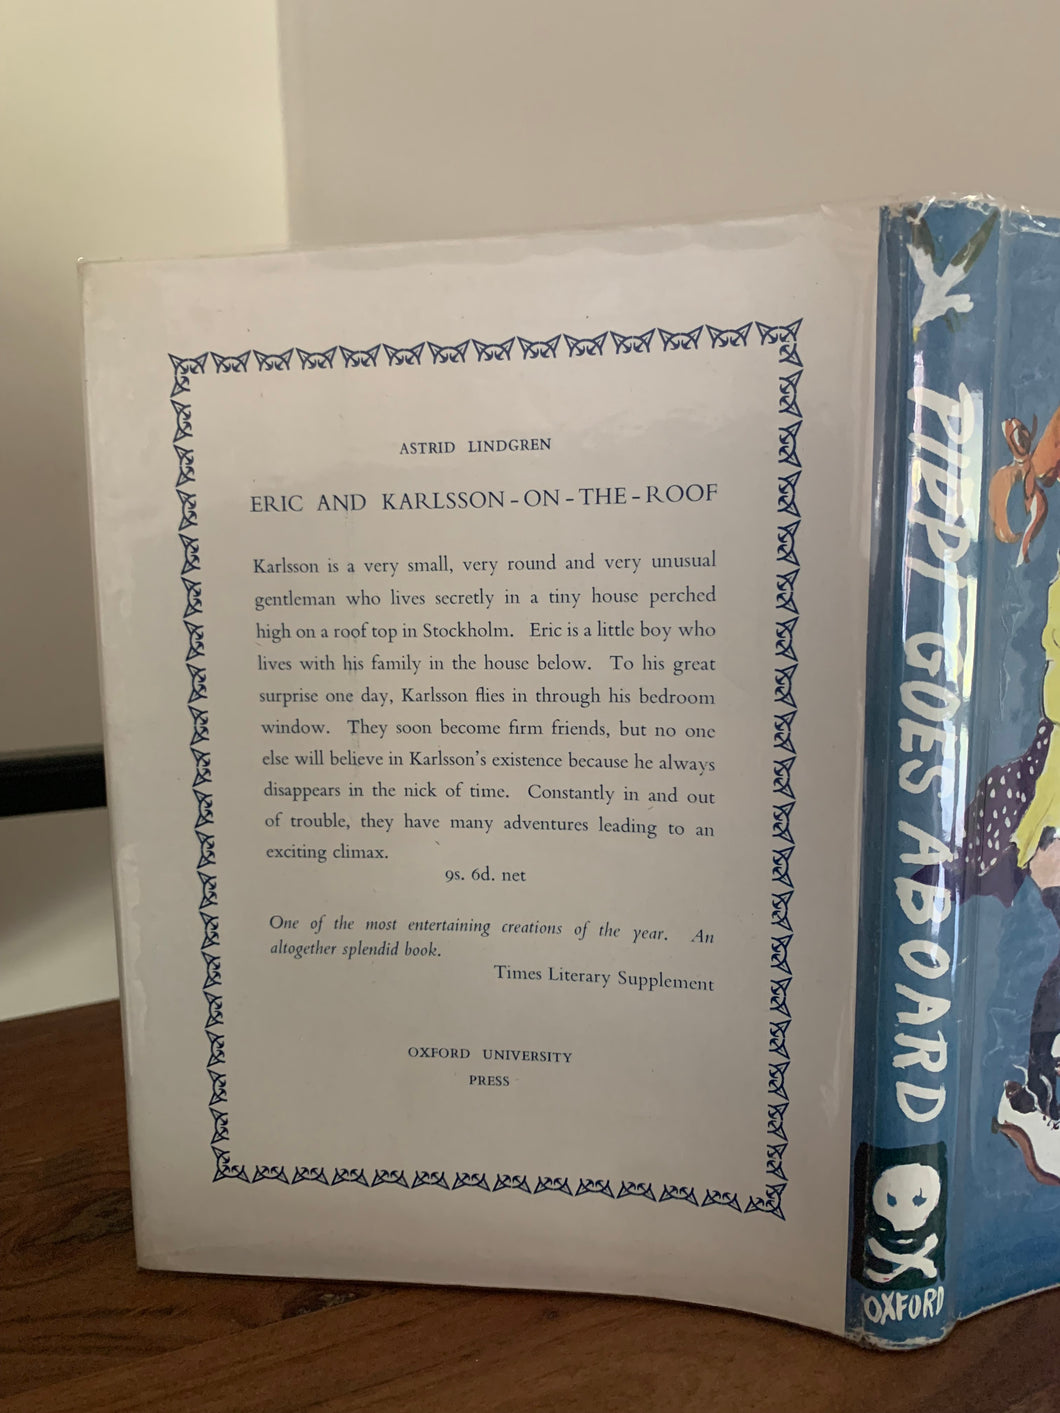 ASTRID LINDGREN
ERIC AND KARLSSON-ON-THE-ROOF
Karlsson is a very small, very round and very unusual
gentleman who lives secretly in a tiny house perched
high on a roof top in Stockholm. Eric is a little boy who
lives with his family in the house below. To his great
surprise one day, Karlsson flies in through his bedroom
window. They soon become firm friends, but no one
else will believe in Karlsson's existence because he always
disappears in the nick of time. Constantly in and out
of trouble, they have many adventures leading to an
exciting climax.
9s. 6d. net
One of the most entertaining creations of the year. An
altogether splendid book.
Times Literary Supplement
OXFORD UNIVERSITY
PRESS
PIPPI GOES ABOARD
OXFORD